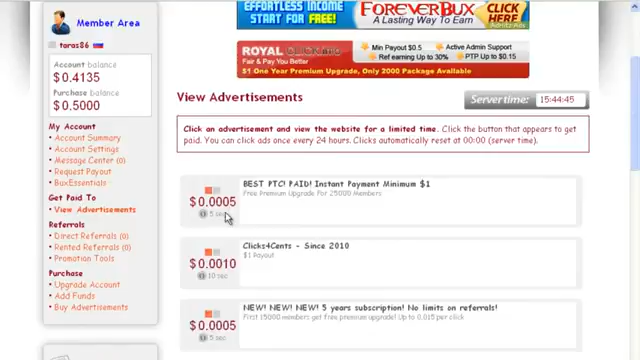 Member Area
taras86
Account balance
$0.4135
Purchase balance
$0.5000
My Account
Account Summary
Account Settings
Message Center (0)
Request Payout
BuxEssentials
Get Paid To
View Advertisements
Referrals
Direct Referrals (0)
Rented Referrals (0)
Promotion Tools
Purchase
Upgrade Account
Add Funds
Buy Advertisements
EFFORTLESS INCOME
START FOR FREE!
FOREVERBUX
A Lasting Way To Earn
CLICK HERE
ROYAL
Fair & Pay You Better
Min Payout $0.5
Active Admin Support
Ref earning Up to 30%
PTP Up to $0.15
$1 One Year Premium Upgrade, Only 2000 Package Available
View Advertisements
Server time: 15:44:45
Click an advertisement and view the website for a limited time. Click the button that appears to get
paid. You can click ads once every 24 hours. Clicks automatically reset at 00:00 (server time).
$0.0005
5 sec
BEST PTC! PAID! Instant Payment Minimum $1
Free Premium Upgrade For 25000 Members
$0.0010
10 sec
Clicks4Cents - Since 2010
$1 Payout
$0.0005
5 sec
NEW! NEW! NEW! 5 years subscription! No limits on referrals!
First 15000 members get free premium upgrade! Up to 0.015 per click